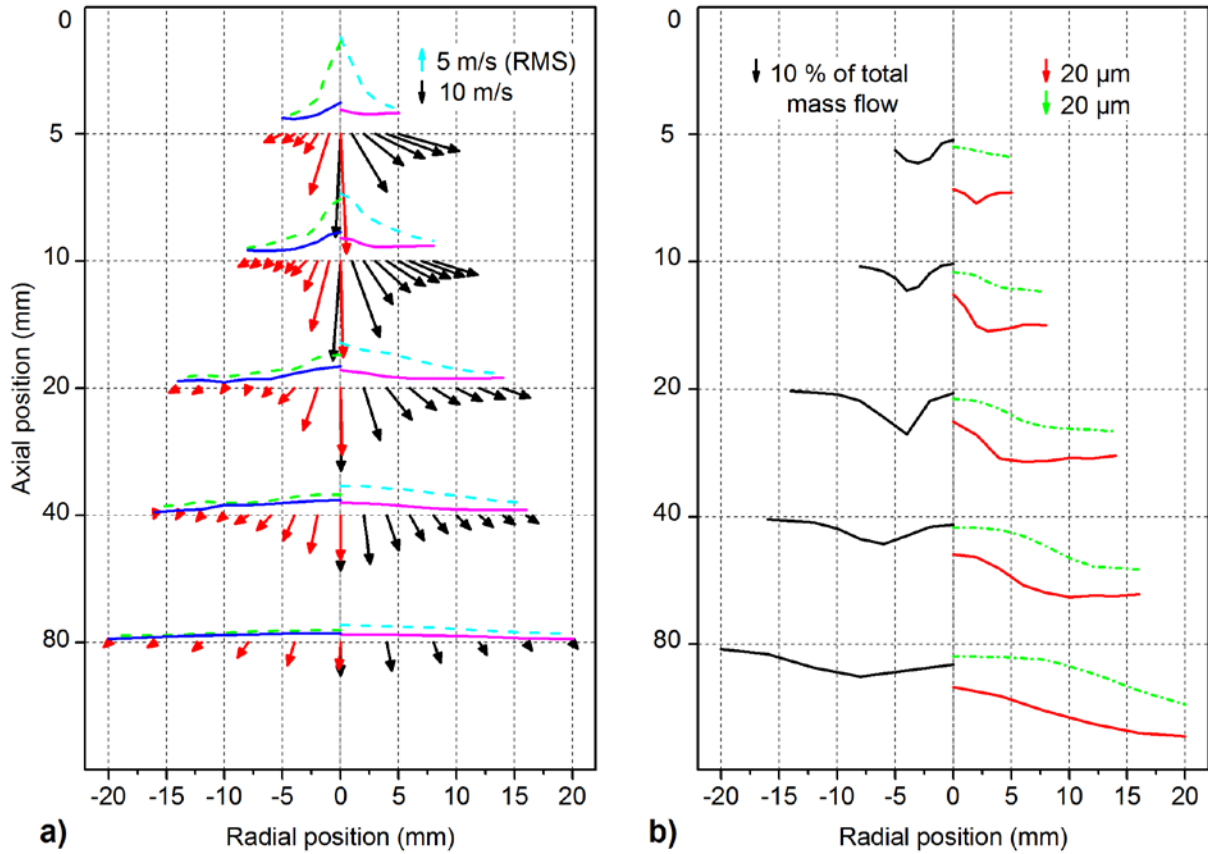 0
5
10
20
40
80
Axial position (mm)
5 m/s (RMS)
10 m/s
-20 -15 -10 -5 0 5 10 15 20
a) Radial position (mm)
0
5
10
20
40
80
10 % of total
mass flow
20 µm
20 µm
-20 -15 -10 -5 0 5 10 15 20
b) Radial position (mm)